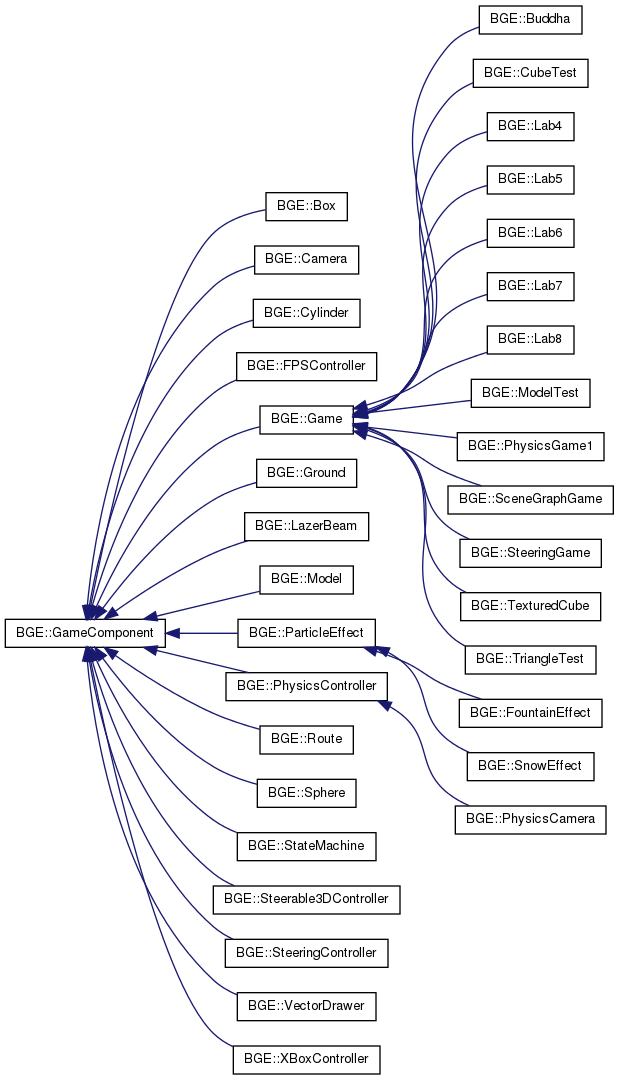 BGE::Buddha
BGE::CubeTest
BGE::Lab4
BGE::Lab5
BGE::Box
BGE::Lab6
BGE::Camera
BGE::Lab7
BGE::Cylinder
BGE::Lab8
BGE::FPSController
BGE::ModelTest
BGE::Game
BGE::PhysicsGame1
BGE::Ground
BGE::SceneGraphGame
BGE::LazerBeam
BGE::SteeringGame
BGE::Model
BGE::TexturedCube
BGE::GameComponent
BGE::ParticleEffect
BGE::TriangleTest
BGE::PhysicsController
BGE::FountainEffect
BGE::Route
BGE::SnowEffect
BGE::Sphere
BGE::PhysicsCamera
BGE::StateMachine
BGE::Steerable3DController
BGE::SteeringController
BGE::VectorDrawer
BGE::XBoxController